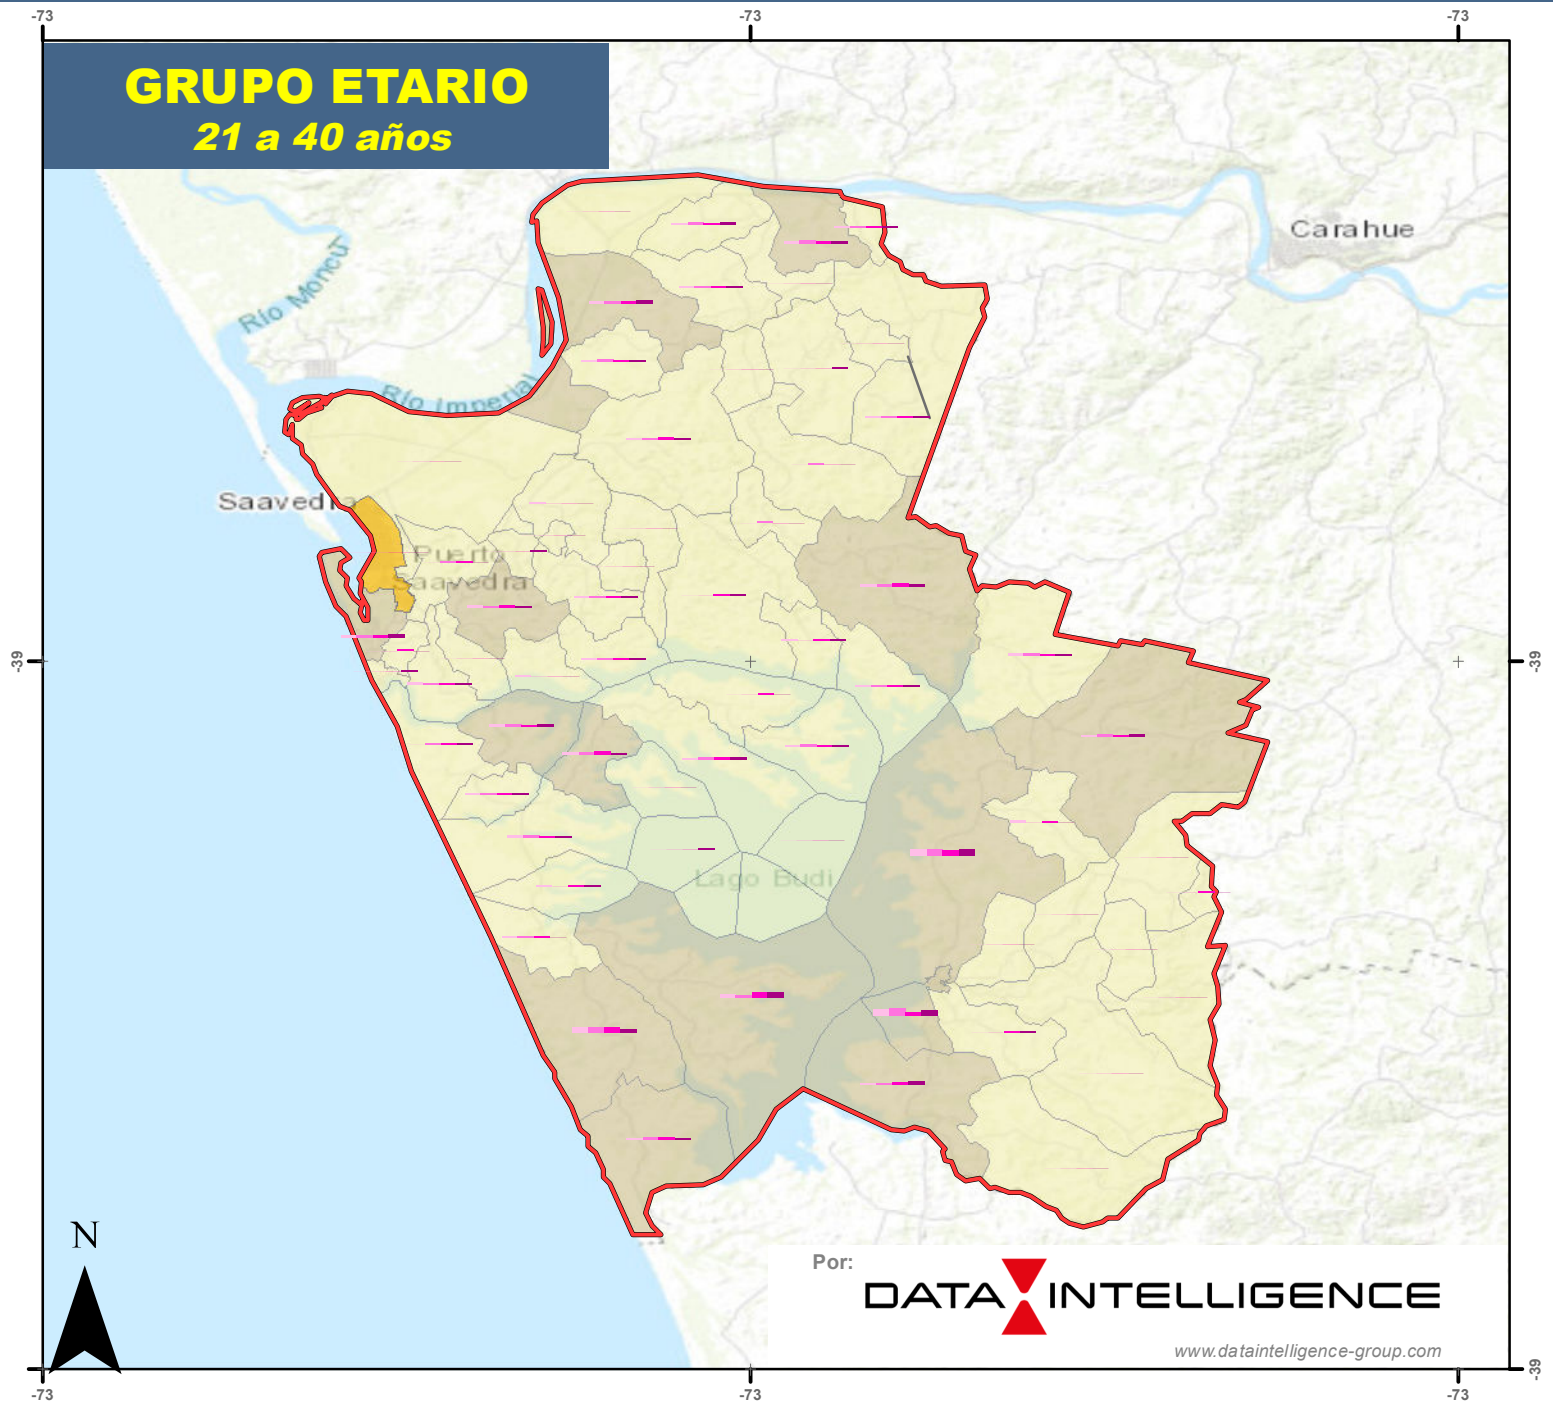 -73
-73
-73
GRUPO ETARIO
21 a 40 años
Carahue
Río Moncul
Río Imperial
Saavedra
Puerto
Saavedra
-39
-39
Lago Budi
N
Por:
DATA INTELLIGENCE
www.dataintelligence-group.com
-39
-73
-73
-73